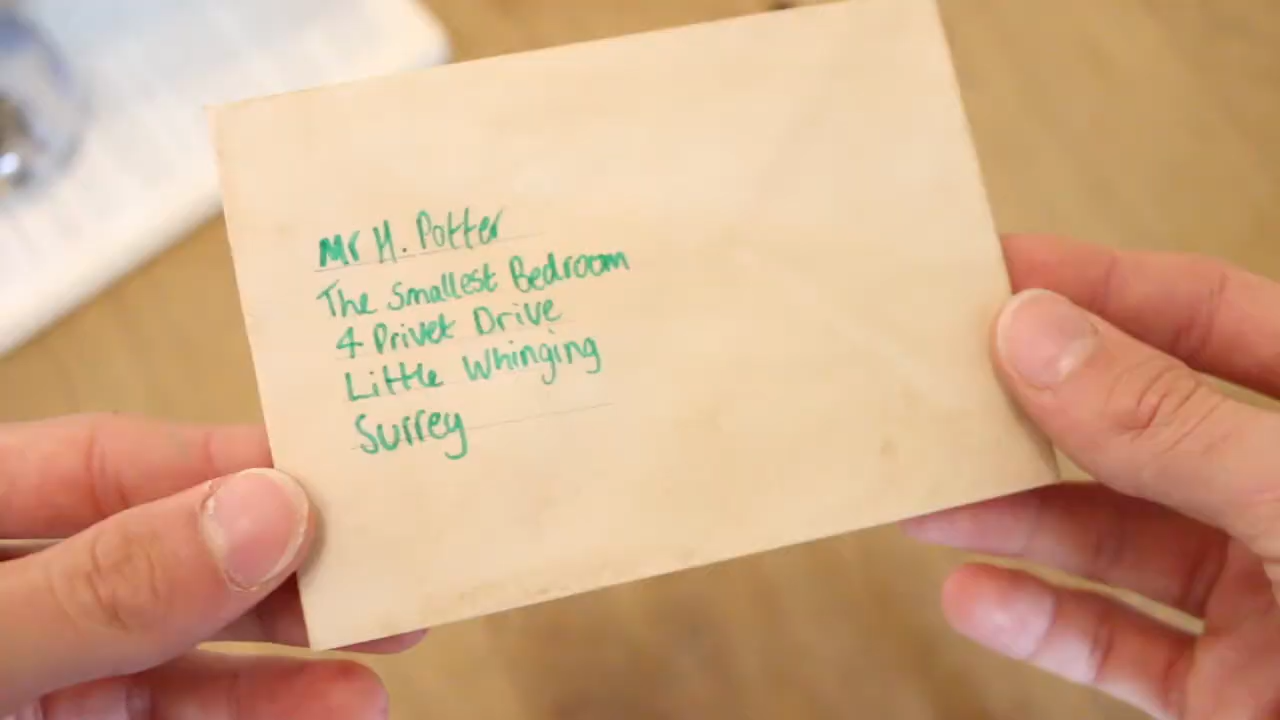 Mr H. Potter
The Smallest Bedroom
4 Privet Drive
Little Whinging
Surrey